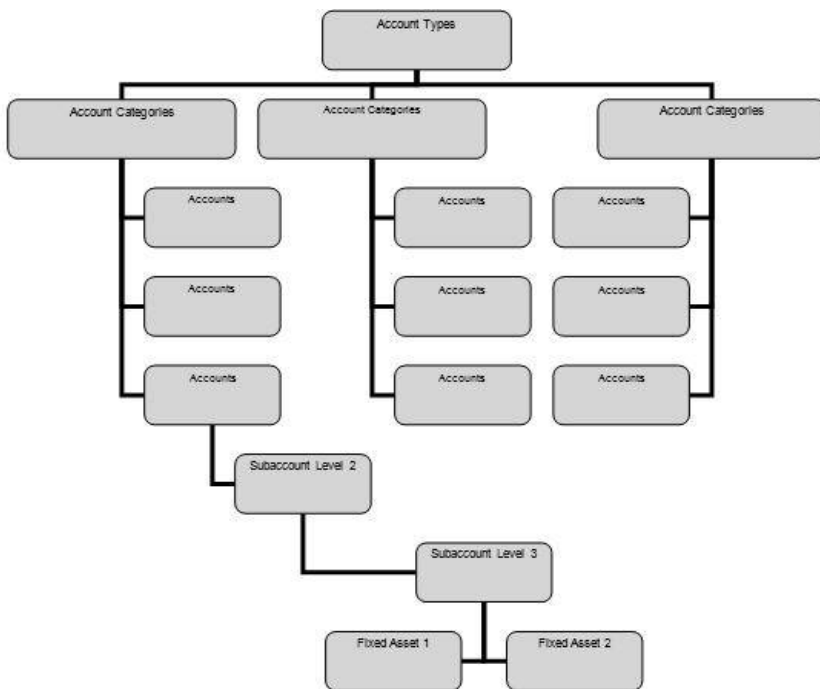 Account Types
Account Categories
Account Categories
Account Categories
Accounts
Accounts
Accounts
Accounts
Accounts
Accounts
Accounts
Accounts
Accounts
Subaccount Level 2
Subaccount Level 3
Fixed Asset 1
Fixed Asset 2